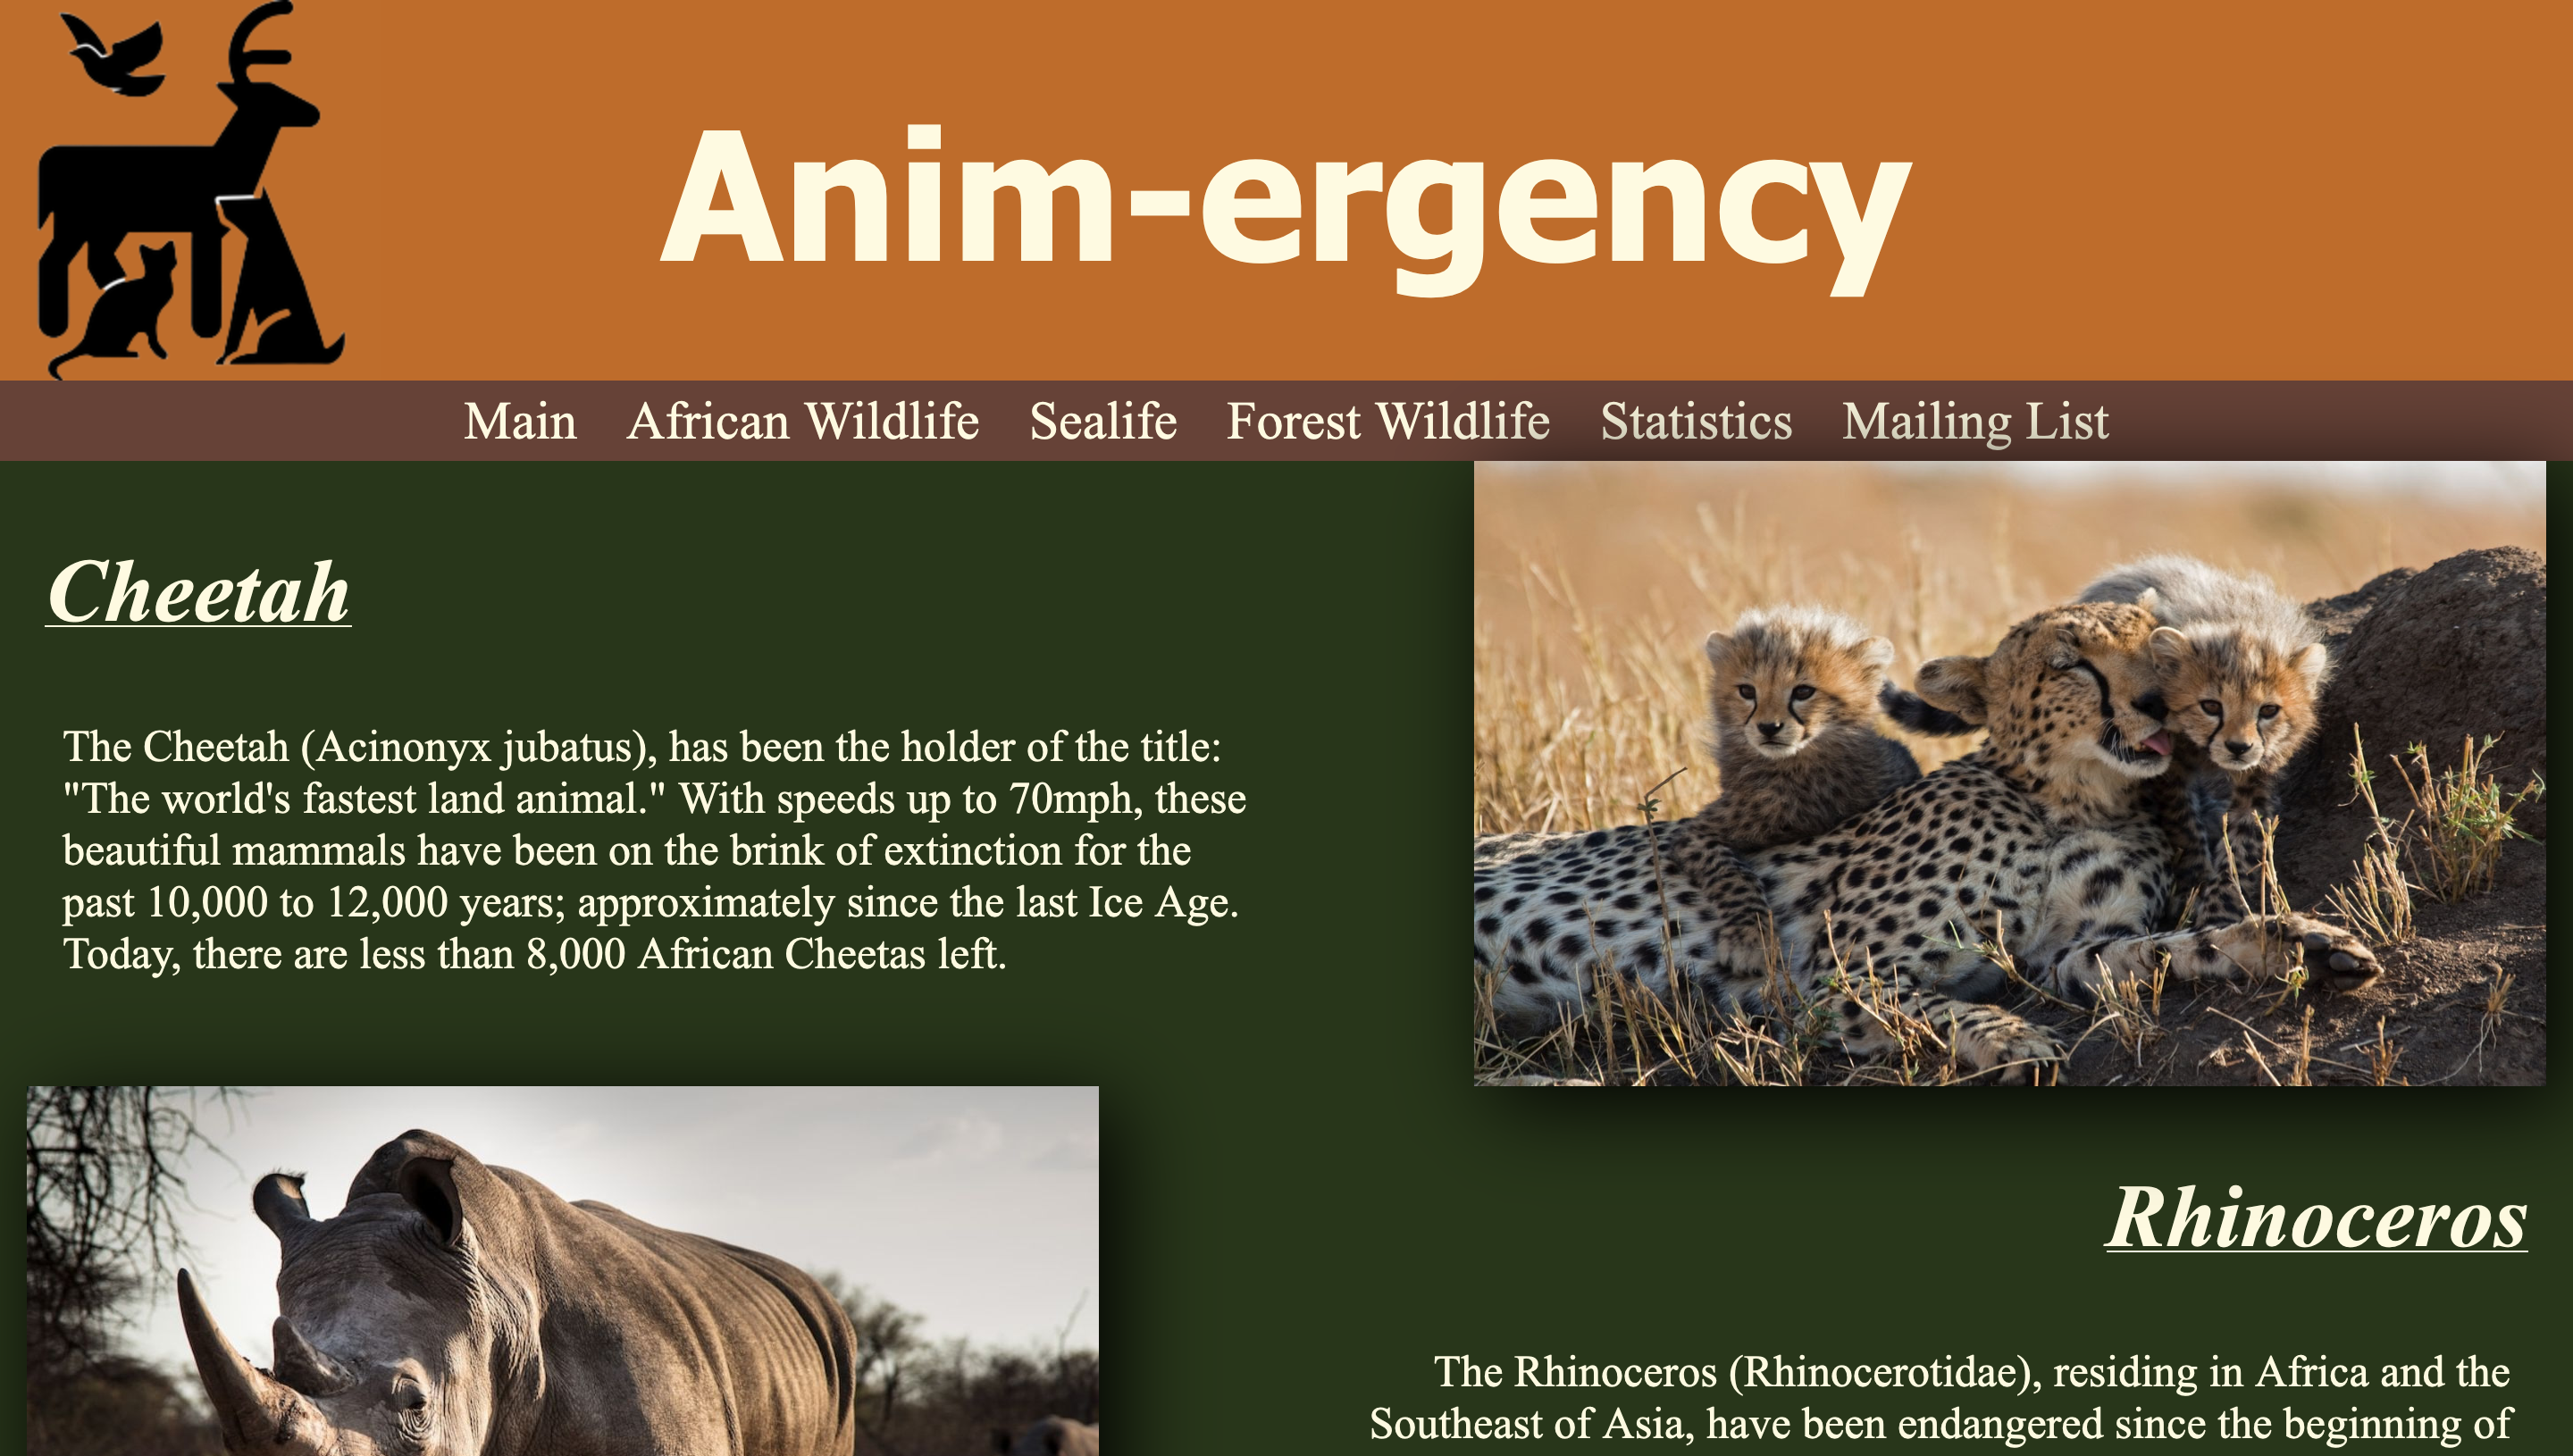 Anim-ergency
Main African Wildlife Sealife Forest Wildlife Statistics Mailing List
Cheetah
The Cheetah (Acinonyx jubatus), has been the holder of the title:
"The world's fastest land animal." With speeds up to 70mph, these
beautiful mammals have been on the brink of extinction for the
past 10,000 to 12,000 years; approximately since the last Ice Age.
Today, there are less than 8,000 African Cheetas left.
Rhinoceros
The Rhinoceros (Rhinocerotidae), residing in Africa and the
Southeast of Asia, have been endangered since the beginning of